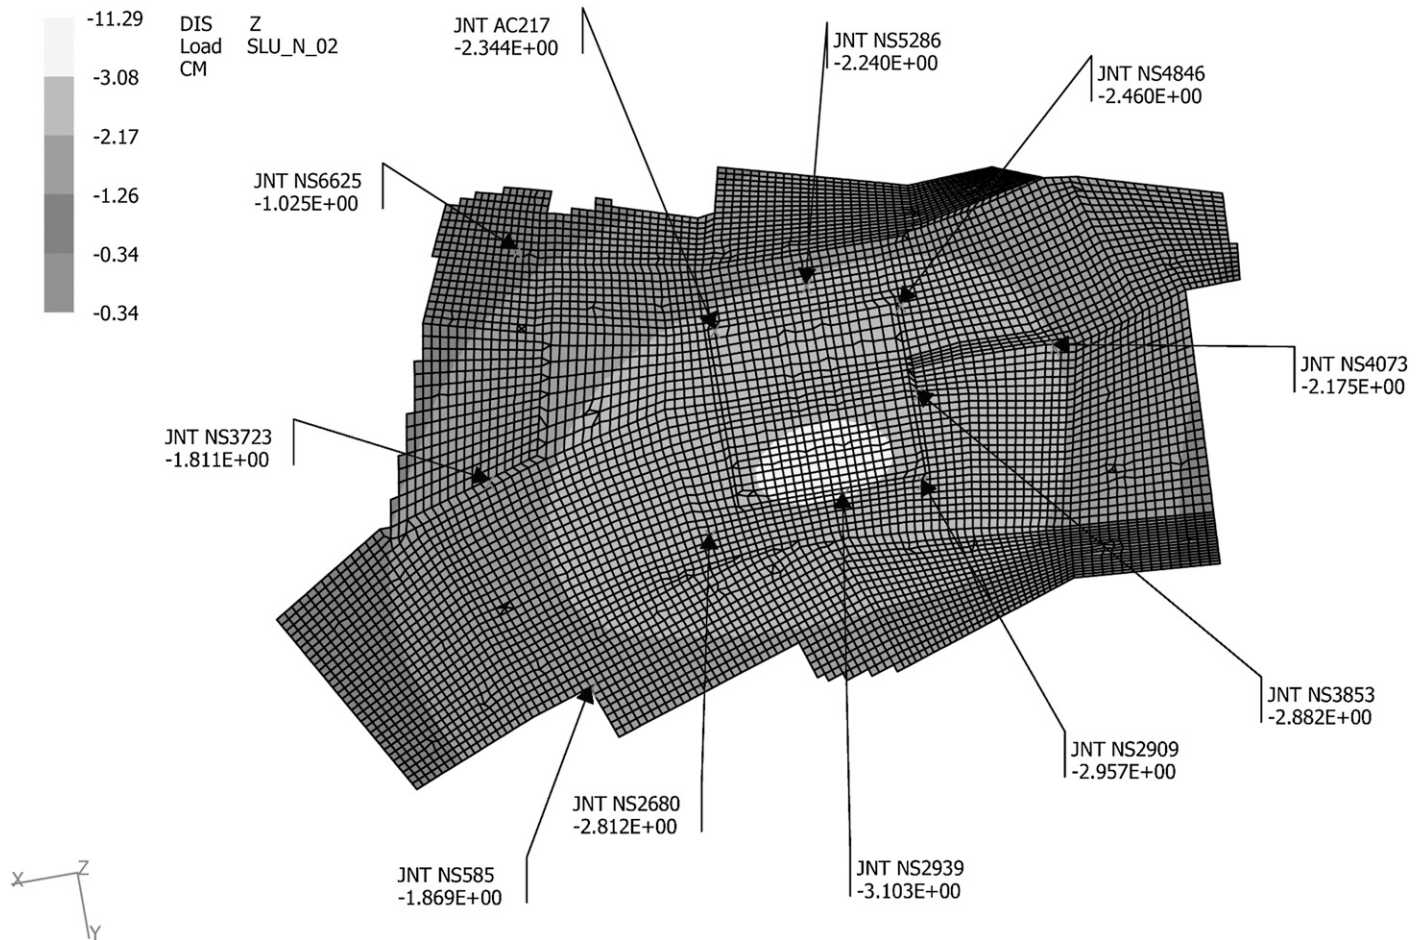 -11.29
-3.08
-2.17
-1.26
-0.34
-0.34
DIS Z
Load SLU_N_02
CM
JNT AC217
-2.344E+00
JNT NS5286
-2.240E+00
JNT NS4846
-2.460E+00
JNT NS6625
-1.025E+00
JNT NS4073
-2.175E+00
JNT NS3723
-1.811E+00
JNT NS3853
-2.882E+00
JNT NS2909
-2.957E+00
JNT NS2680
-2.812E+00
JNT NS2939
-3.103E+00
JNT NS585
-1.869E+00
X
Z
Y